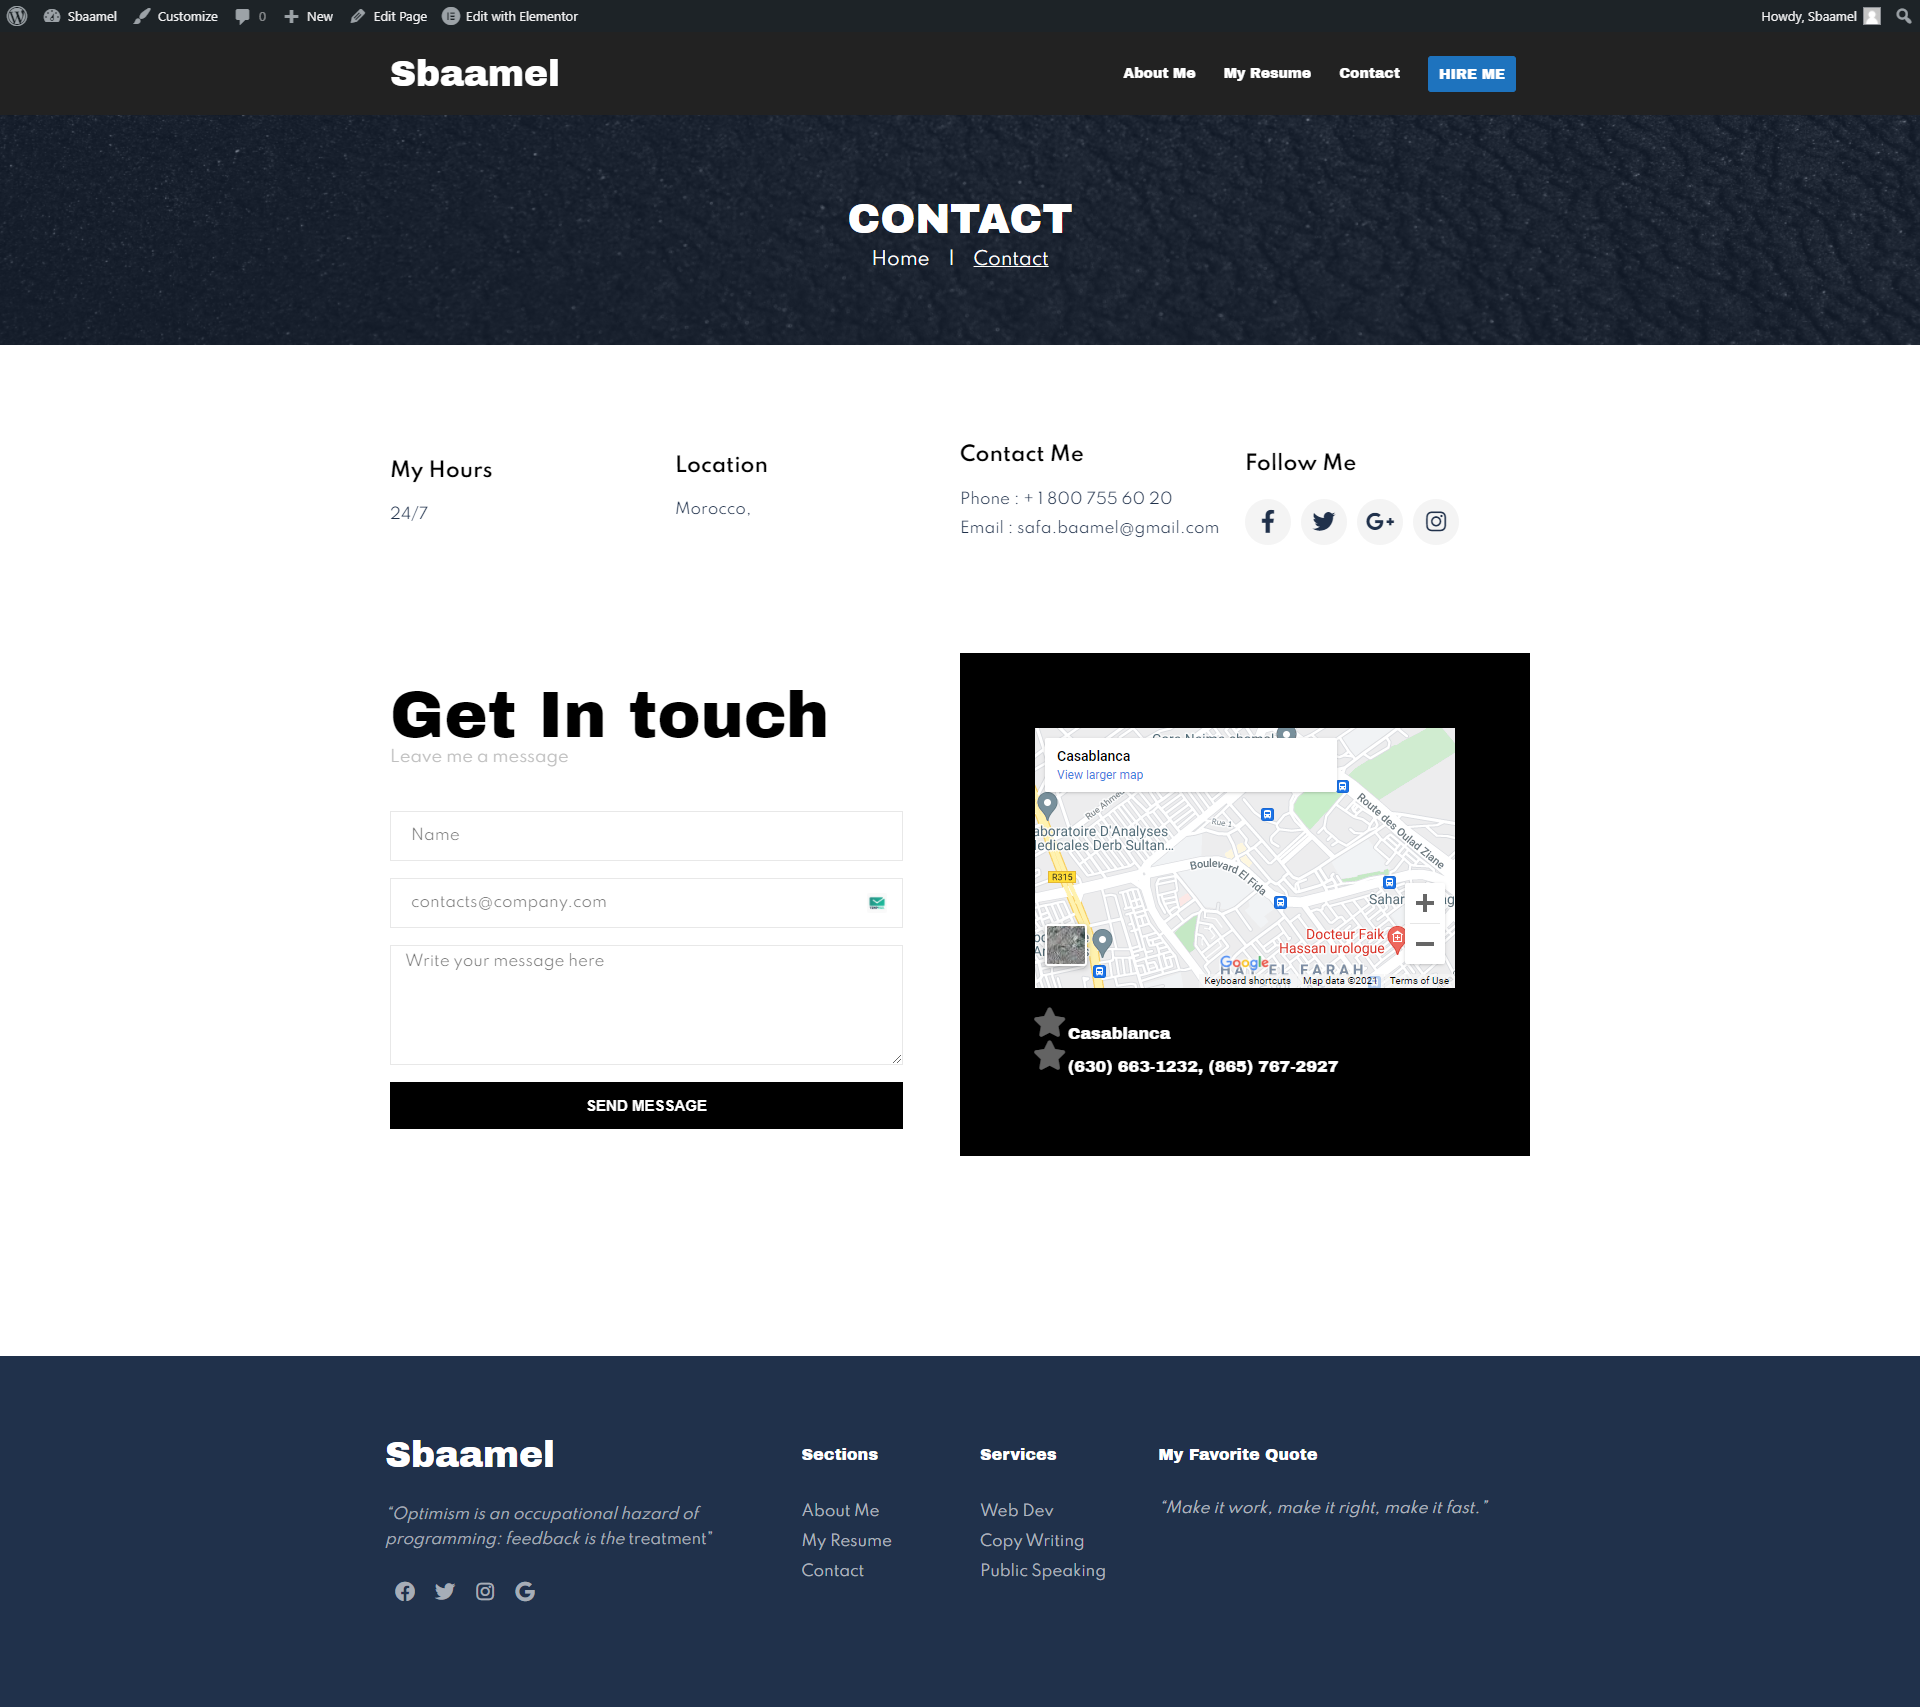 Sbaamel Customize 0 New Edit Page Edit with Elementor Howdy, Sbaamel
Sbaamel
About Me My Resume Contact HIRE ME
CONTACT
Home | Contact
My Hours
24/7
Location
Morocco,
Contact Me
Phone : + 1 800 755 60 20
Email : safa.baamel@gmail.com
Follow Me
Get In touch
Leave me a message
Name
contacts@company.com
Write your message here
SEND MESSAGE
Casablanca
View larger map
Rue 1
Route des Oulad Ziane
aboratoire D'Analyses
edicales Derb Sultan...
Boulevard El Fida
R315
Sahar
Docteur Faik
Hassan urologue
Google
EL FARAH
Keyboard shortcuts Map data ©2021 Terms of Use
Casablanca
(630) 663-1232, (865) 767-2927
Sbaamel
“Optimism is an occupational hazard of
programming: feedback is the treatment”
Sections
About Me
My Resume
Contact
Services
Web Dev
Copy Writing
Public Speaking
My Favorite Quote
“Make it work, make it right, make it fast.”